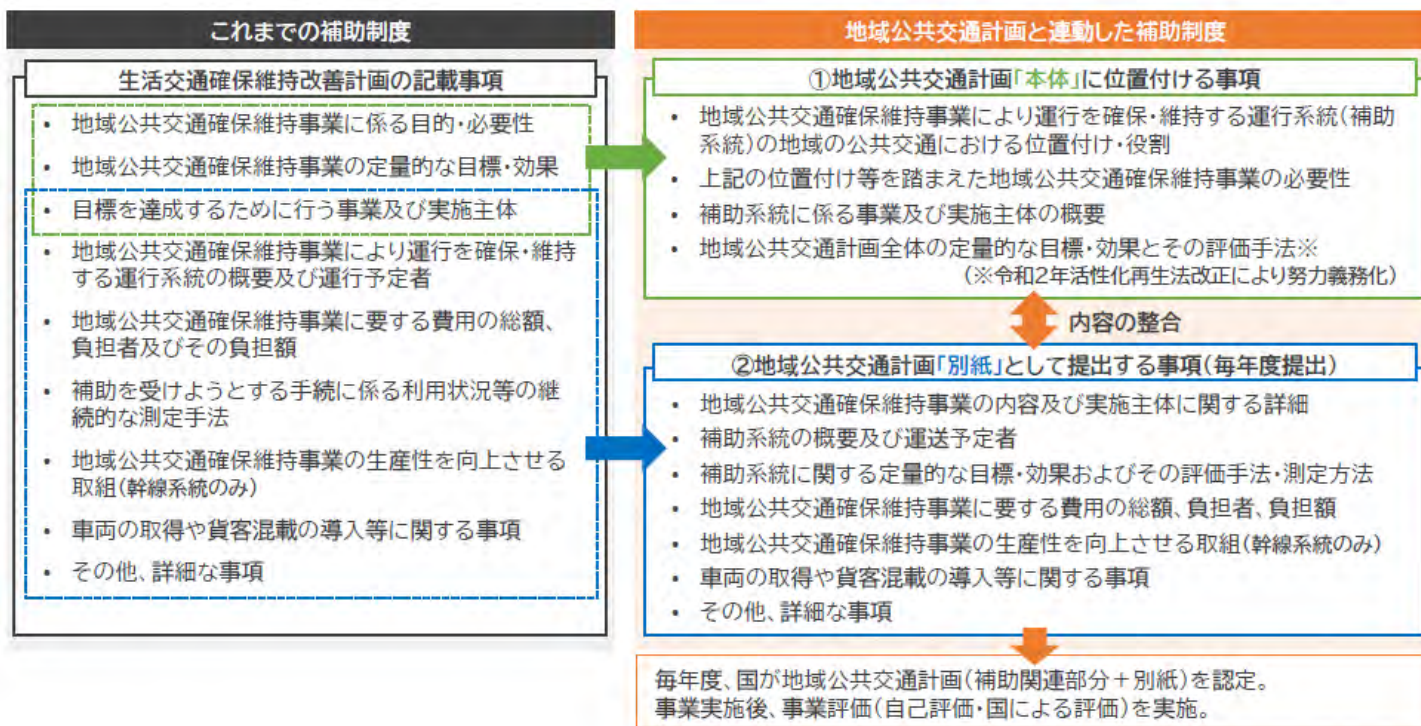 これまでの補助制度
生活交通確保維持改善計画の記載事項
• 地域公共交通確保維持事業に係る目的・必要性
• 地域公共交通確保維持事業の定量的な目標・効果
• 目標を達成するために行う事業及び実施主体
• 地域公共交通確保維持事業により運行を確保・維持
する運行系統の概要及び運行予定者
• 地域公共交通確保維持事業に要する費用の総額、
負担者及びその負担額
• 補助を受けようとする手続に係る利用状況等の継
続的な測定手法
• 地域公共交通確保維持事業の生産性を向上させる
取組(幹線系統のみ)
• 車両の取得や貨客混載の導入等に関する事項
• その他、詳細な事項
地域公共交通計画と連動した補助制度
①地域公共交通計画「本体」に位置付ける事項
• 地域公共交通確保維持事業により運行を確保・維持する運行系統(補助
系統)の地域の公共交通における位置付け・役割
• 上記の位置付け等を踏まえた地域公共交通確保維持事業の必要性
• 補助系統に係る事業及び実施主体の概要
• 地域公共交通計画全体の定量的な目標・効果とその評価手法※
(※令和2年活性化再生法改正により努力義務化)
内容の整合
②地域公共交通計画「別紙」として提出する事項(毎年度提出)
• 地域公共交通確保維持事業の内容及び実施主体に関する詳細
• 補助系統の概要及び運送予定者
• 補助系統に関する定量的な目標・効果およびその評価手法・測定方法
• 地域公共交通確保維持事業に要する費用の総額、負担者、負担額
• 地域公共交通確保維持事業の生産性を向上させる取組(幹線系統のみ)
• 車両の取得や貨客混載の導入等に関する事項
• その他、詳細な事項
毎年度、国が地域公共交通計画(補助関連部分+別紙)を認定。
事業実施後、事業評価(自己評価・国による評価)を実施。